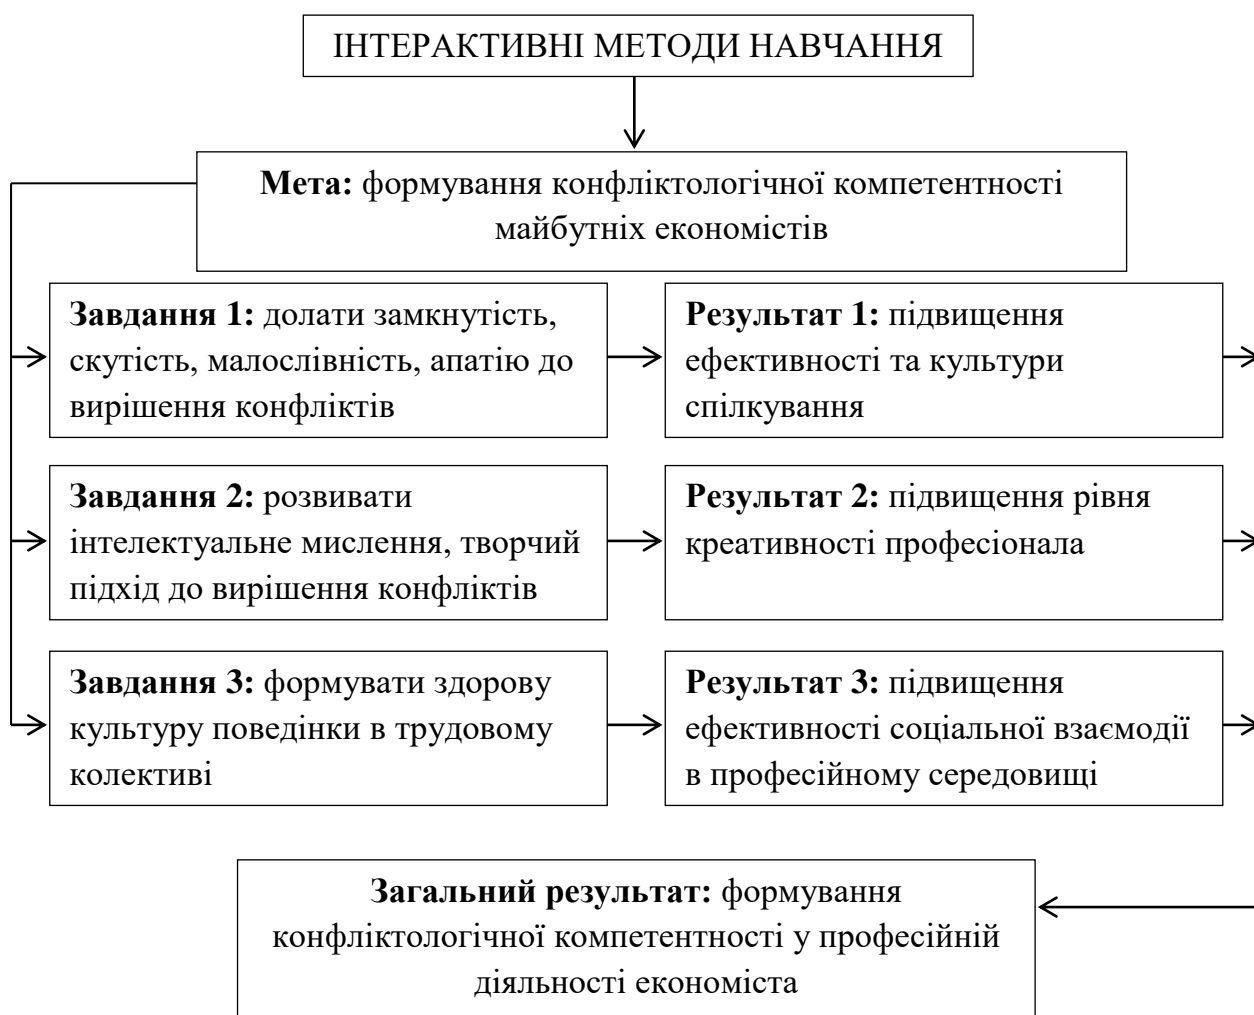 ІНТЕРАКТИВНІ МЕТОДИ НАВЧАННЯ
Мета: формування конфліктологічної компетентності
майбутніх економістів
Завдання 1: долати замкнутість,
скутість, малослівність, апатію до
вирішення конфліктів
Результат 1: підвищення
ефективності та культури
спілкування
Завдання 2: розвивати
інтелектуальне мислення, творчий
підхід до вирішення конфліктів
Результат 2: підвищення рівня
креативності професіонала
Завдання 3: формувати здорову
культуру поведінки в трудовому
колективі
Результат 3: підвищення
ефективності соціальної взаємодії
в професійному середовищі
Загальний результат: формування
конфліктологічної компетентності у професійній
діяльності економіста